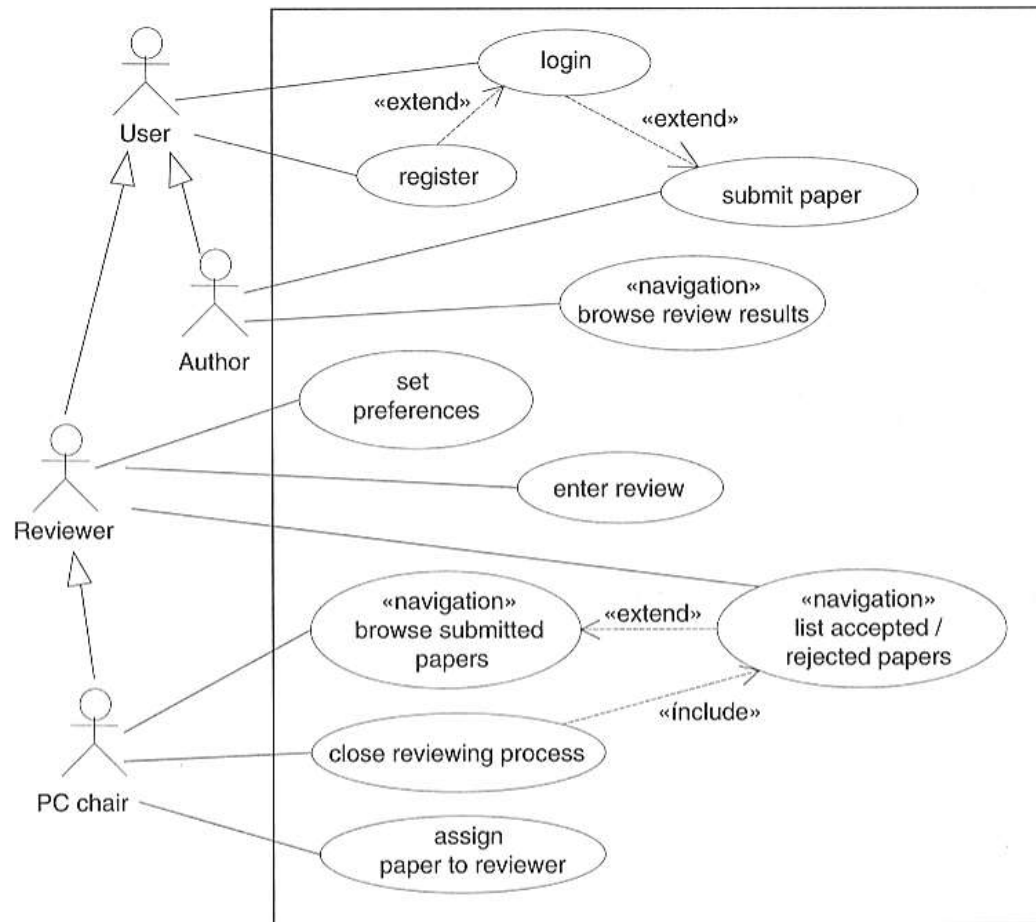 login
«extend»
«extend»
User
register
submit paper
«navigation»
browse review results
Author
set
preferences
enter review
Reviewer
«navigation»
browse submitted
papers
«extend»
«navigation»
list accepted /
rejected papers
«ínclude»
close reviewing process
PC chair
assign
paper to reviewer